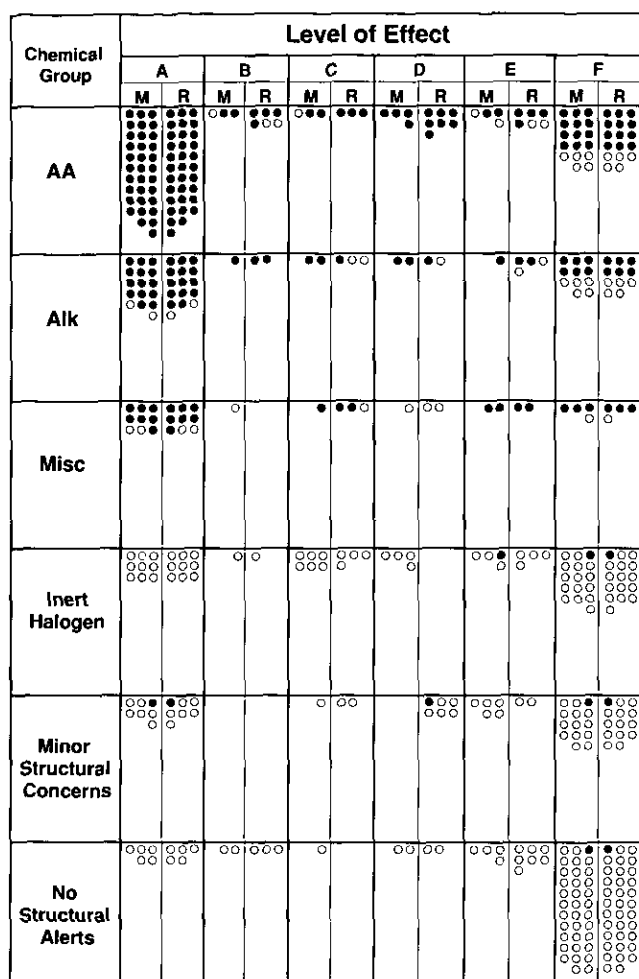 Level of Effect
Chemical
Group
A B C D E F
M R M R M R M R M R M R
AA
Alk
Misc
Inert
Halogen
Minor
Structural
Concerns
No
Structural
Alerts